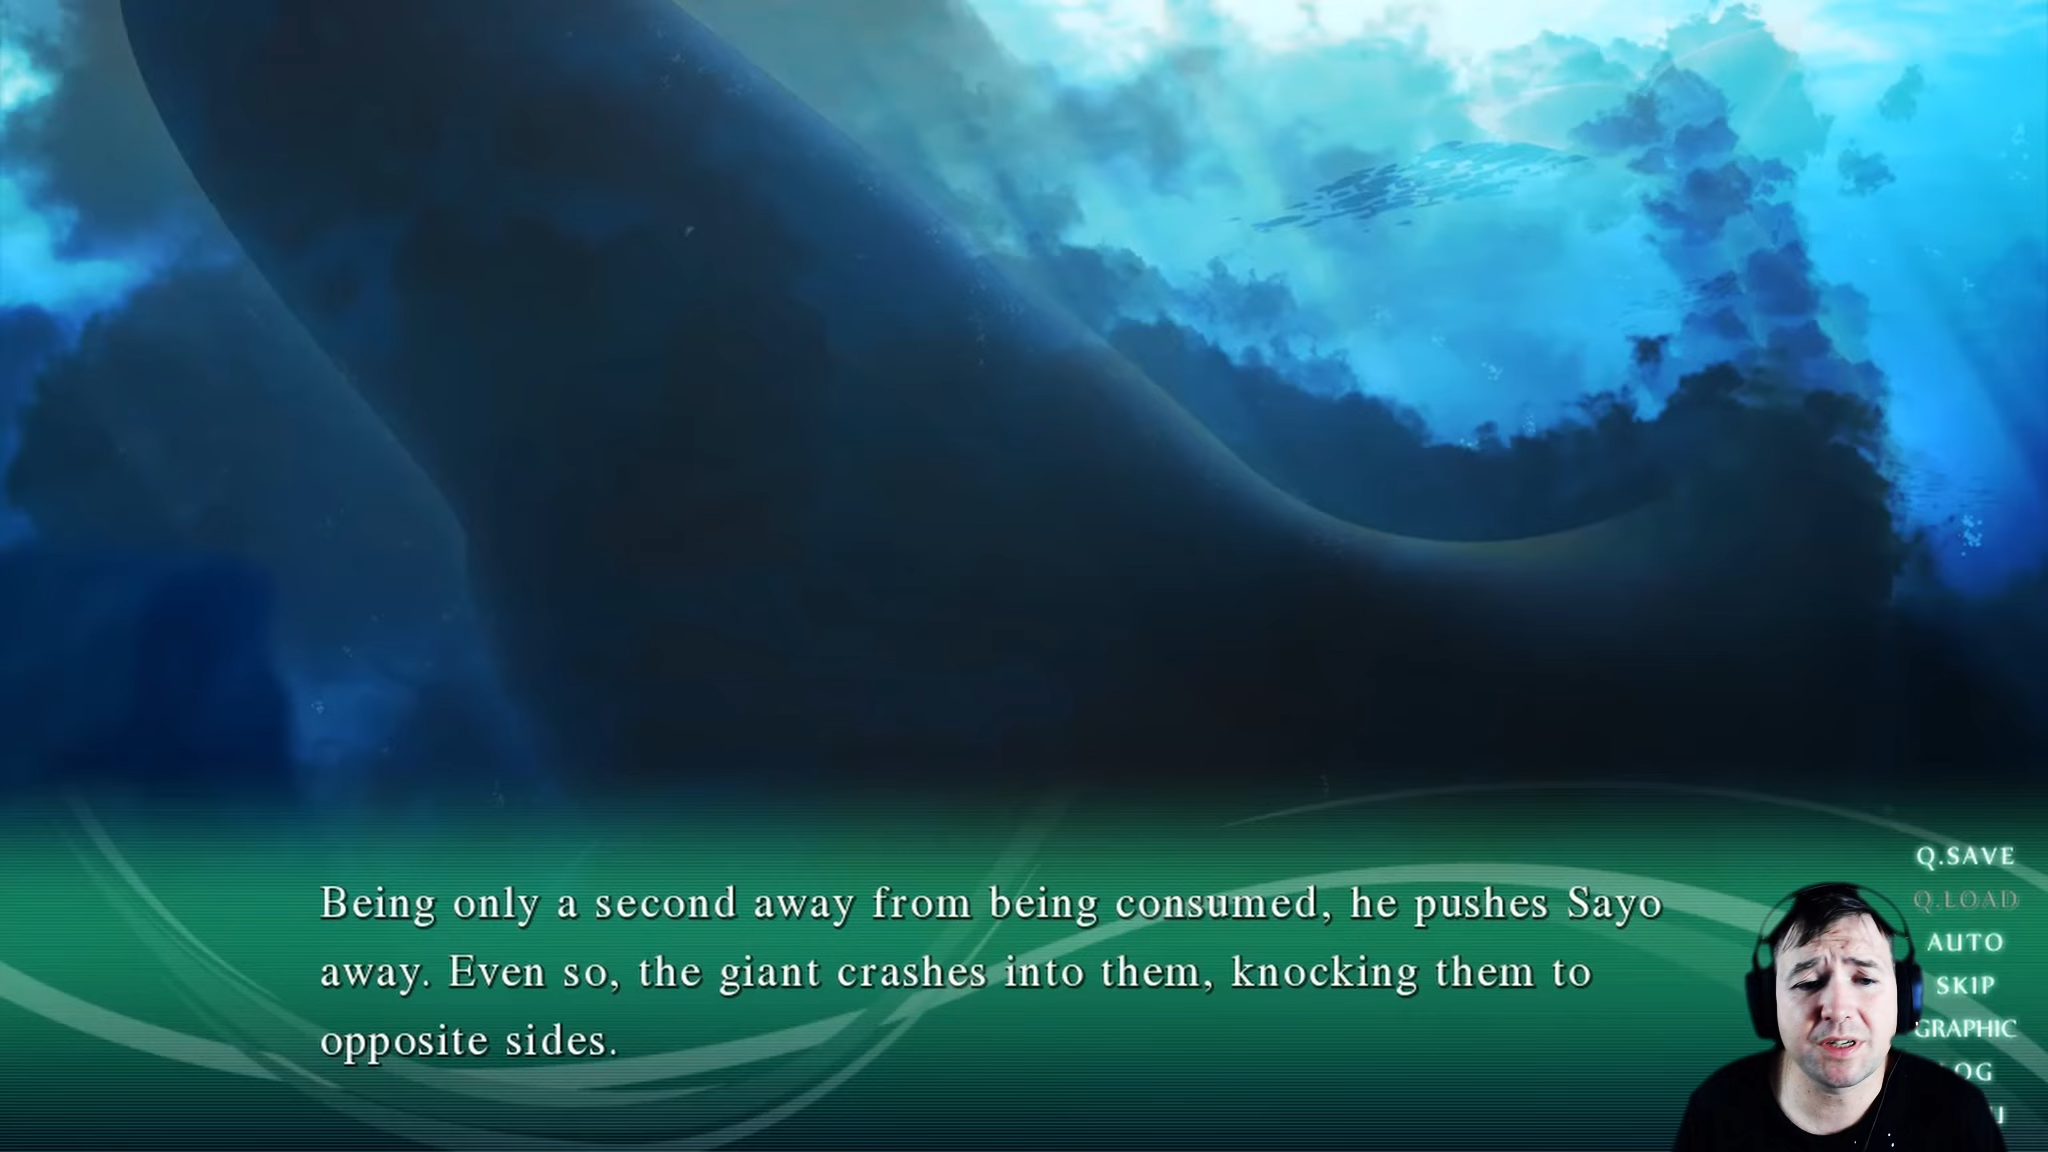 Being only a second away from being consumed, he pushes Sayo
away. Even so, the giant crashes into them, knocking them to
opposite sides.
Q.SAVE
Q.LOAD
AUTO
SKIP
GRAPHIC